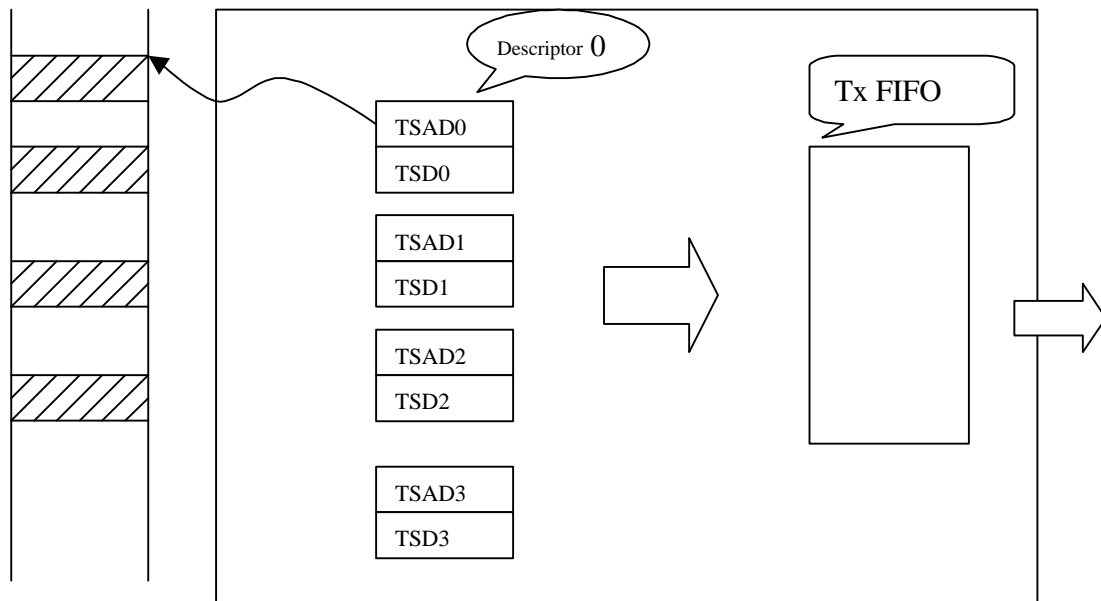 Descriptor 0
Tx FIFO
TSAD0
TSD0
TSAD1
TSD1
TSAD2
TSD2
TSAD3
TSD3